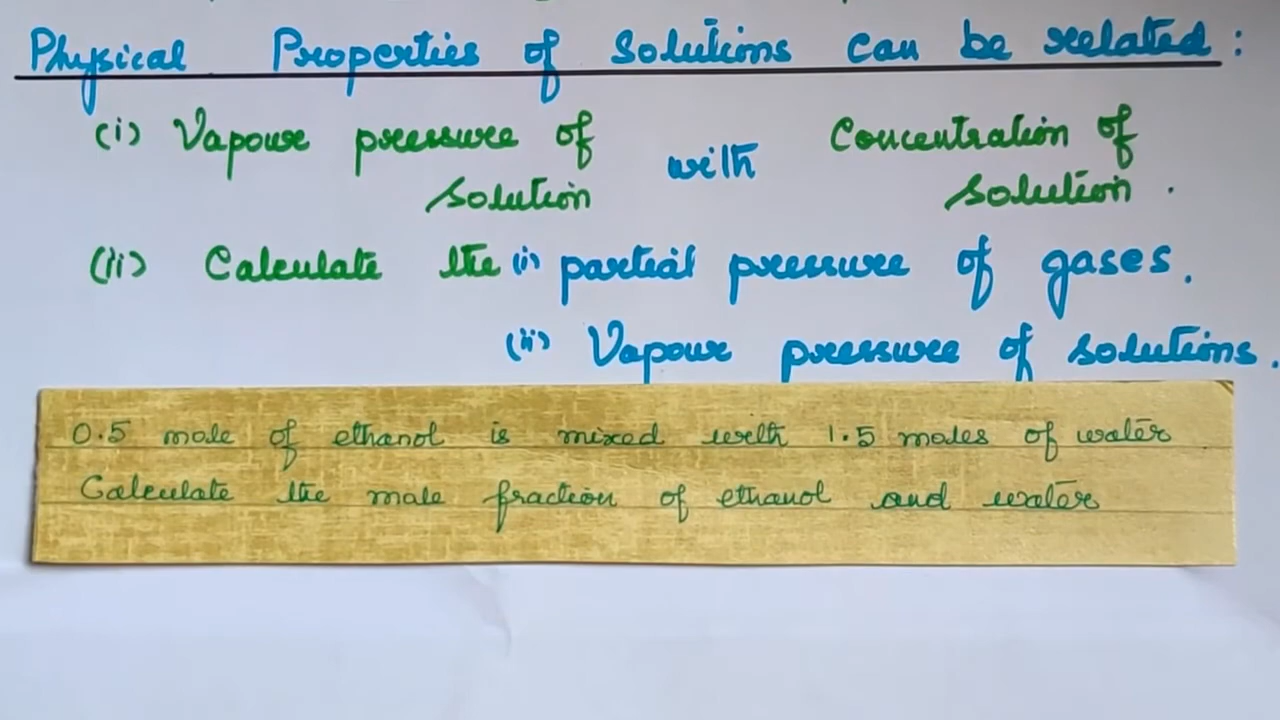 Physical Properties of solutions can be related :
(i) Vapour pressure of solution with Concentration of solution .
(ii) Calculate the (i) partial pressure of gases .
(ii) Vapour pressure of solutions .
0.5 mole of ethanol is mixed with 1.5 moles of water
Calculate the mole fraction of ethanol and water